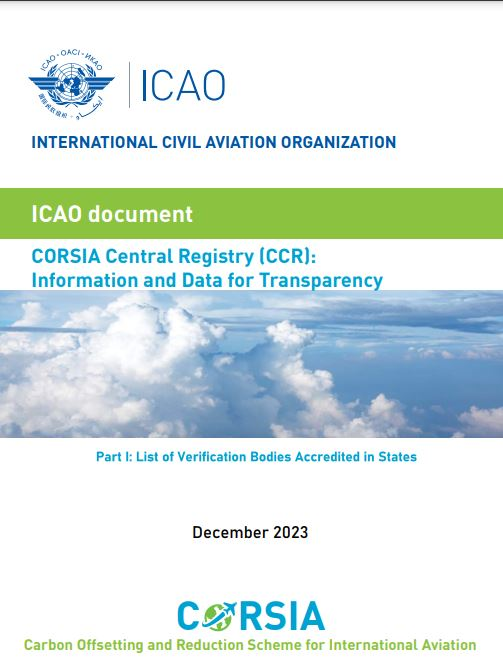 ICAO · OACI · ИКАО
ICAO
INTERNATIONAL CIVIL AVIATION ORGANIZATION
ICAO document
CORSIA Central Registry (CCR):
Information and Data for Transparency
Part I: List of Verification Bodies Accredited in States
December 2023
CORSIA
Carbon Offsetting and Reduction Scheme for International Aviation